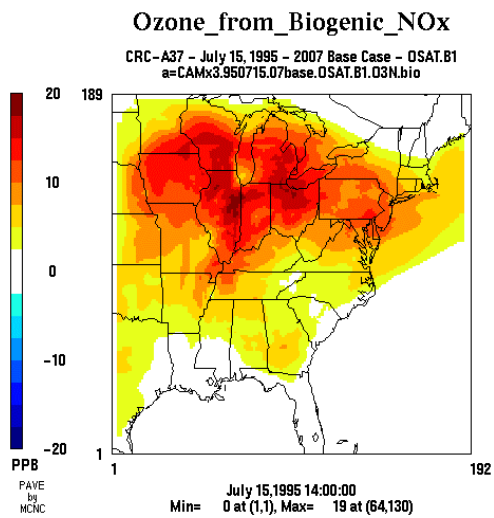 Ozone_from_Biogenic_NOx
CRC-A37 - July 15, 1995 - 2007 Base Case - OSAT.B1
a=CAMx3.950715.07base.OSAT.B1.O3N.bio
20
189
10
0
-10
-20
1
PPB
1
192
PAVE
by
MCNC
July 15,1995 14:00:00
Min= 0 at (1,1), Max= 19 at (64,130)